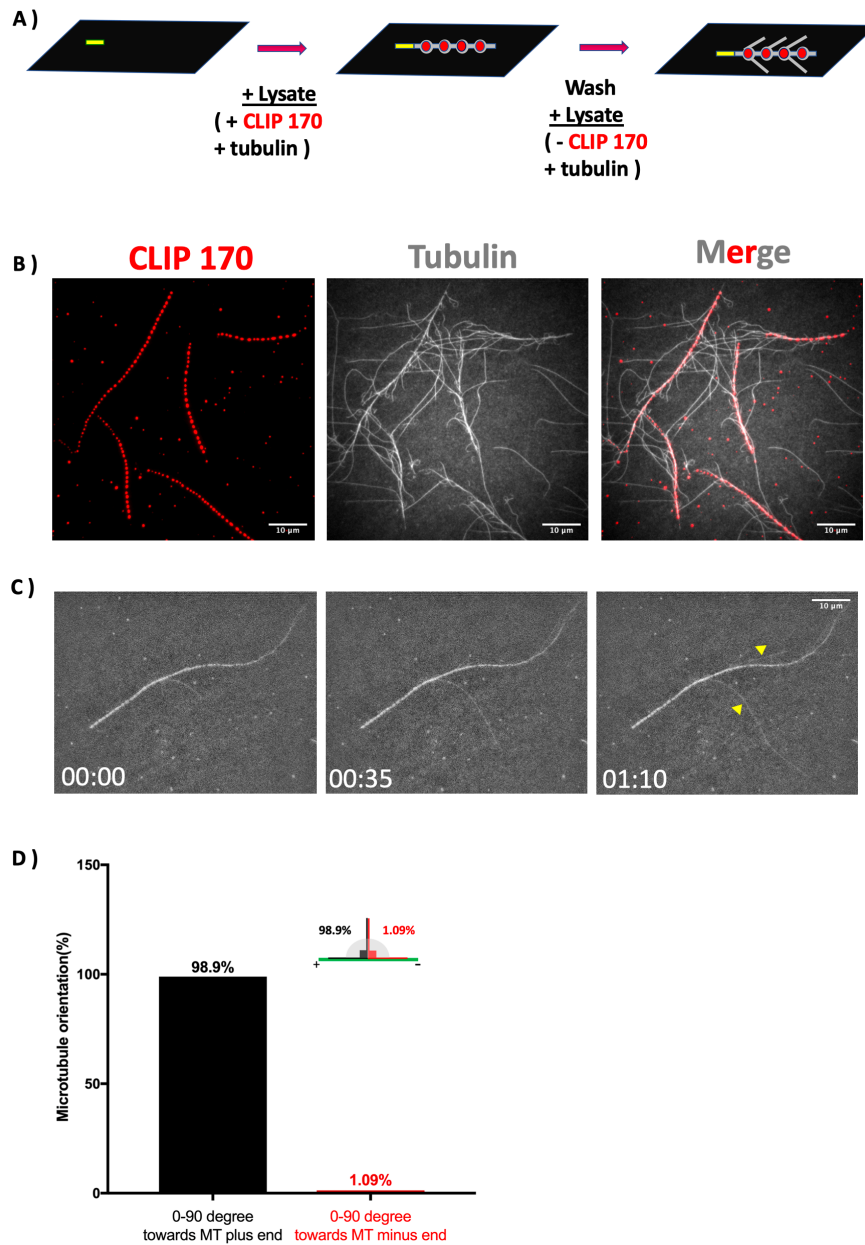 A)
+ Lysate
( + CLIP 170
+ tubulin )
Wash
+ Lysate
( - CLIP 170
+ tubulin )
B)
CLIP 170
Tubulin
Merge
10 µm
10 µm
10 µm
C)
10 µm
00:00
00:35
01:10
D)
Microtubule orientation(%)
150
100
50
0
98.9%
1.09%
98.9%
1.09%
+
−
0-90 degree
towards MT plus end
0-90 degree
towards MT minus end